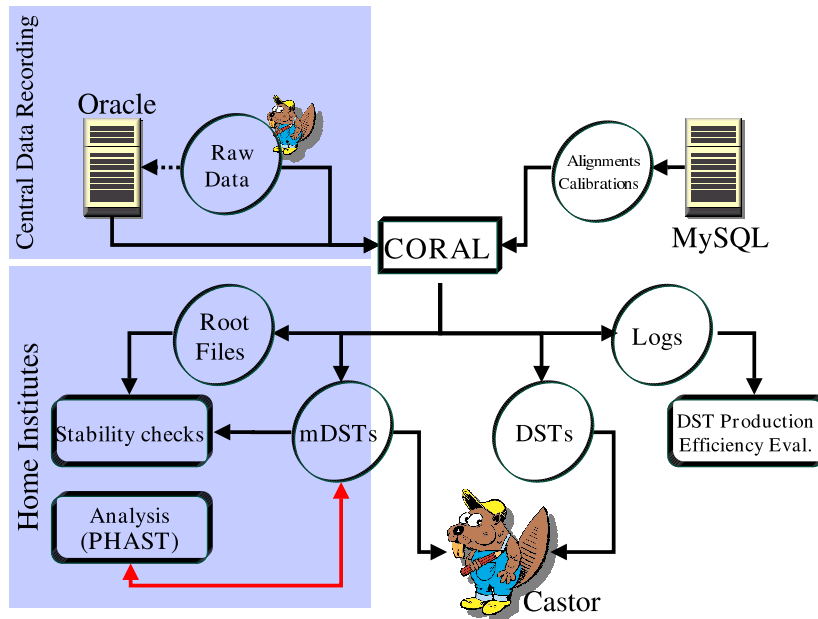 Central Data Recording
Oracle
Raw
Data
Alignments
Calibrations
MySQL
CORAL
Home Institutes
Root
Files
Logs
Stability checks
mDSTs
DSTs
DST Production
Efficiency Eval.
Analysis
(PHAST)
Castor